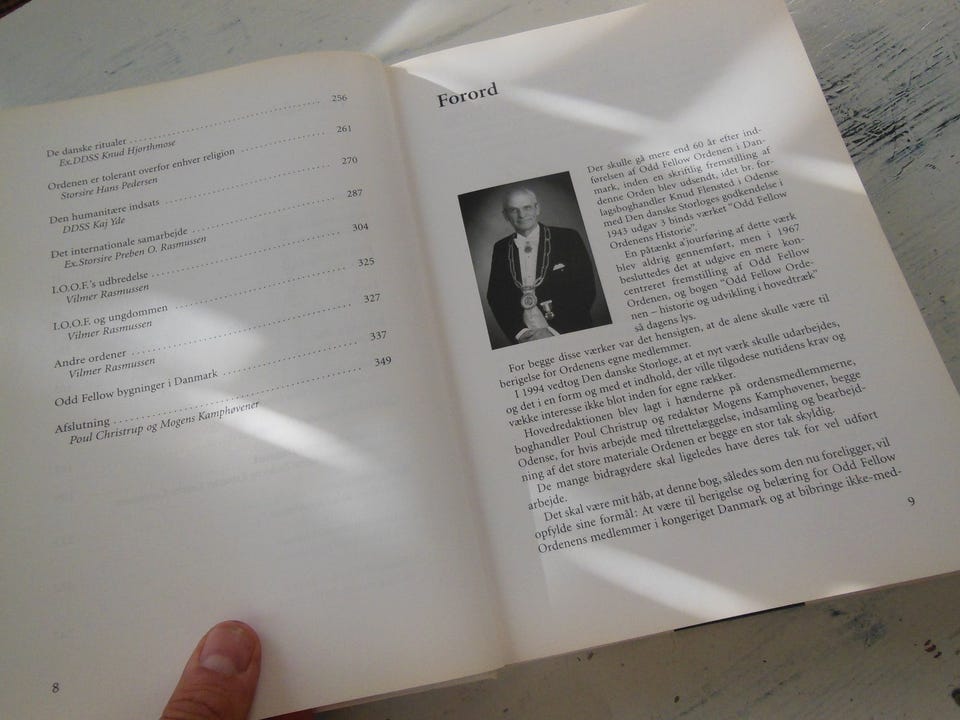 De danske ritualer . . . . . . . . . . . . . . . . . . . . . . . . . . . . . . 256
Ex.DDSS Knud Hjorthmose
Ordenen er tolerant overfor enhver religion . . . . . . . . . . . . . 261
Storsire Hans Pedersen
Den humanitære indsats . . . . . . . . . . . . . . . . . . . . . . . . . . 270
DDSS Kaj Yde
Det internationale samarbejde . . . . . . . . . . . . . . . . . . . . . . 287
Ex.Storsire Preben O. Rasmussen
I.O.O.F.'s udbredelse . . . . . . . . . . . . . . . . . . . . . . . . . . . . 304
Vilmer Rasmussen
I.O.O.F. og ungdommen . . . . . . . . . . . . . . . . . . . . . . . . . . 325
Vilmer Rasmussen
Andre ordener . . . . . . . . . . . . . . . . . . . . . . . . . . . . . . . . . 327
Vilmer Rasmussen
Odd Fellow bygninger i Danmark . . . . . . . . . . . . . . . . . . . 337
Afslutning . . . . . . . . . . . . . . . . . . . . . . . . . . . . . . . . . . . . 349
Poul Christrup og Mogens Kamphøvener
8
Forord
Der skulle gå mere end 60 år efter ind-
førelsen af Odd Fellow Ordenen i Dan-
mark, inden en skriftlig fremstilling af
denne Orden blev udsendt, idet br. for-
lagsboghandler Knud Flensted i Odense
med Den danske Storloges godkendelse i
1943 udgav 3 binds værket "Odd Fellow
Ordenens Historie".
En påtænkt a'jourføring af dette værk
blev aldrig gennemført, men i 1967
besluttedes det at udgive en mere kon-
centreret fremstilling af Odd Fellow
Ordenen, og bogen "Odd Fellow Orde-
nen – historie og udvikling i hovedtræk"
så dagens lys.
For begge disse værker var det hensigten, at de alene skulle være til
berigelse for Ordenens egne medlemmer.
I 1994 vedtog Den danske Storloge, at et nyt værk skulle udarbejdes,
og det i en form og med et indhold, der ville tilgodese nutidens krav og
vække interesse ikke blot inden for egne rækker.
Hovedredaktionen blev lagt i hænderne på ordensmedlemmerne,
boghandler Poul Christrup og redaktør Mogens Kamphøvener, begge
Odense, for hvis arbejde med tilrettelæggelse, indsamling og bearbejd-
ning af det store materiale Ordenen er begge en stor tak skyldig.
De mange bidragydere skal ligeledes have deres tak for vel udført
arbejde.
Det skal være mit håb, at denne bog, således som den nu foreligger, vil
opfylde sine formål: At være til berigelse og belæring for Odd Fellow
Ordenens medlemmer i kongeriget Danmark og at bibringe ikke-med-
9